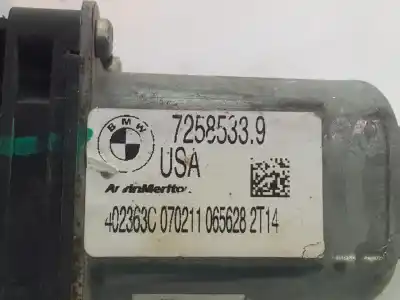 BMW
7258533.9
USA
ArvinMeritor
402363C 070211 065628 2T14